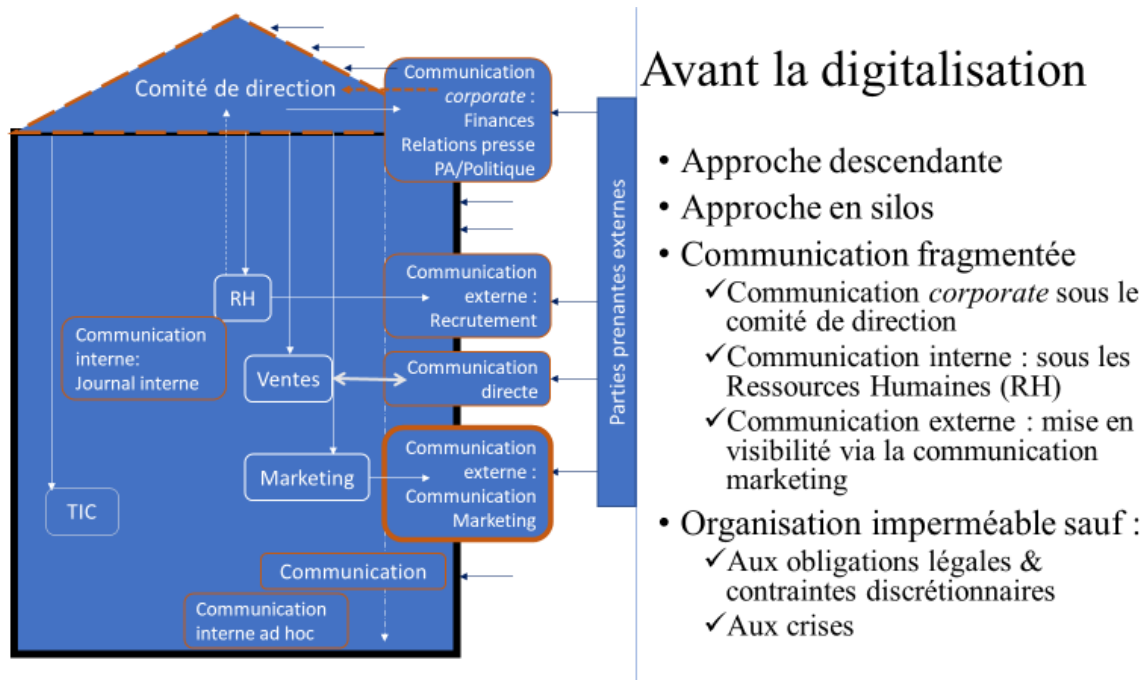 Comité de direction
Communication
corporate :
Finances
Relations presse
PA/Politique
RH
Communication
externe :
Recrutement
Communication
interne:
Journal interne
Ventes
Communication
directe
Marketing
Communication
externe :
Communication
Marketing
TIC
Communication
Communication
interne ad hoc
Parties prenantes externes
Avant la digitalisation
• Approche descendante
• Approche en silos
• Communication fragmentée
✓Communication corporate sous le
comité de direction
✓Communication interne : sous les
Ressources Humaines (RH)
✓Communication externe : mise en
visibilité via la communication
marketing
• Organisation imperméable sauf :
✓Aux obligations légales &
contraintes discrétionnaires
✓Aux crises